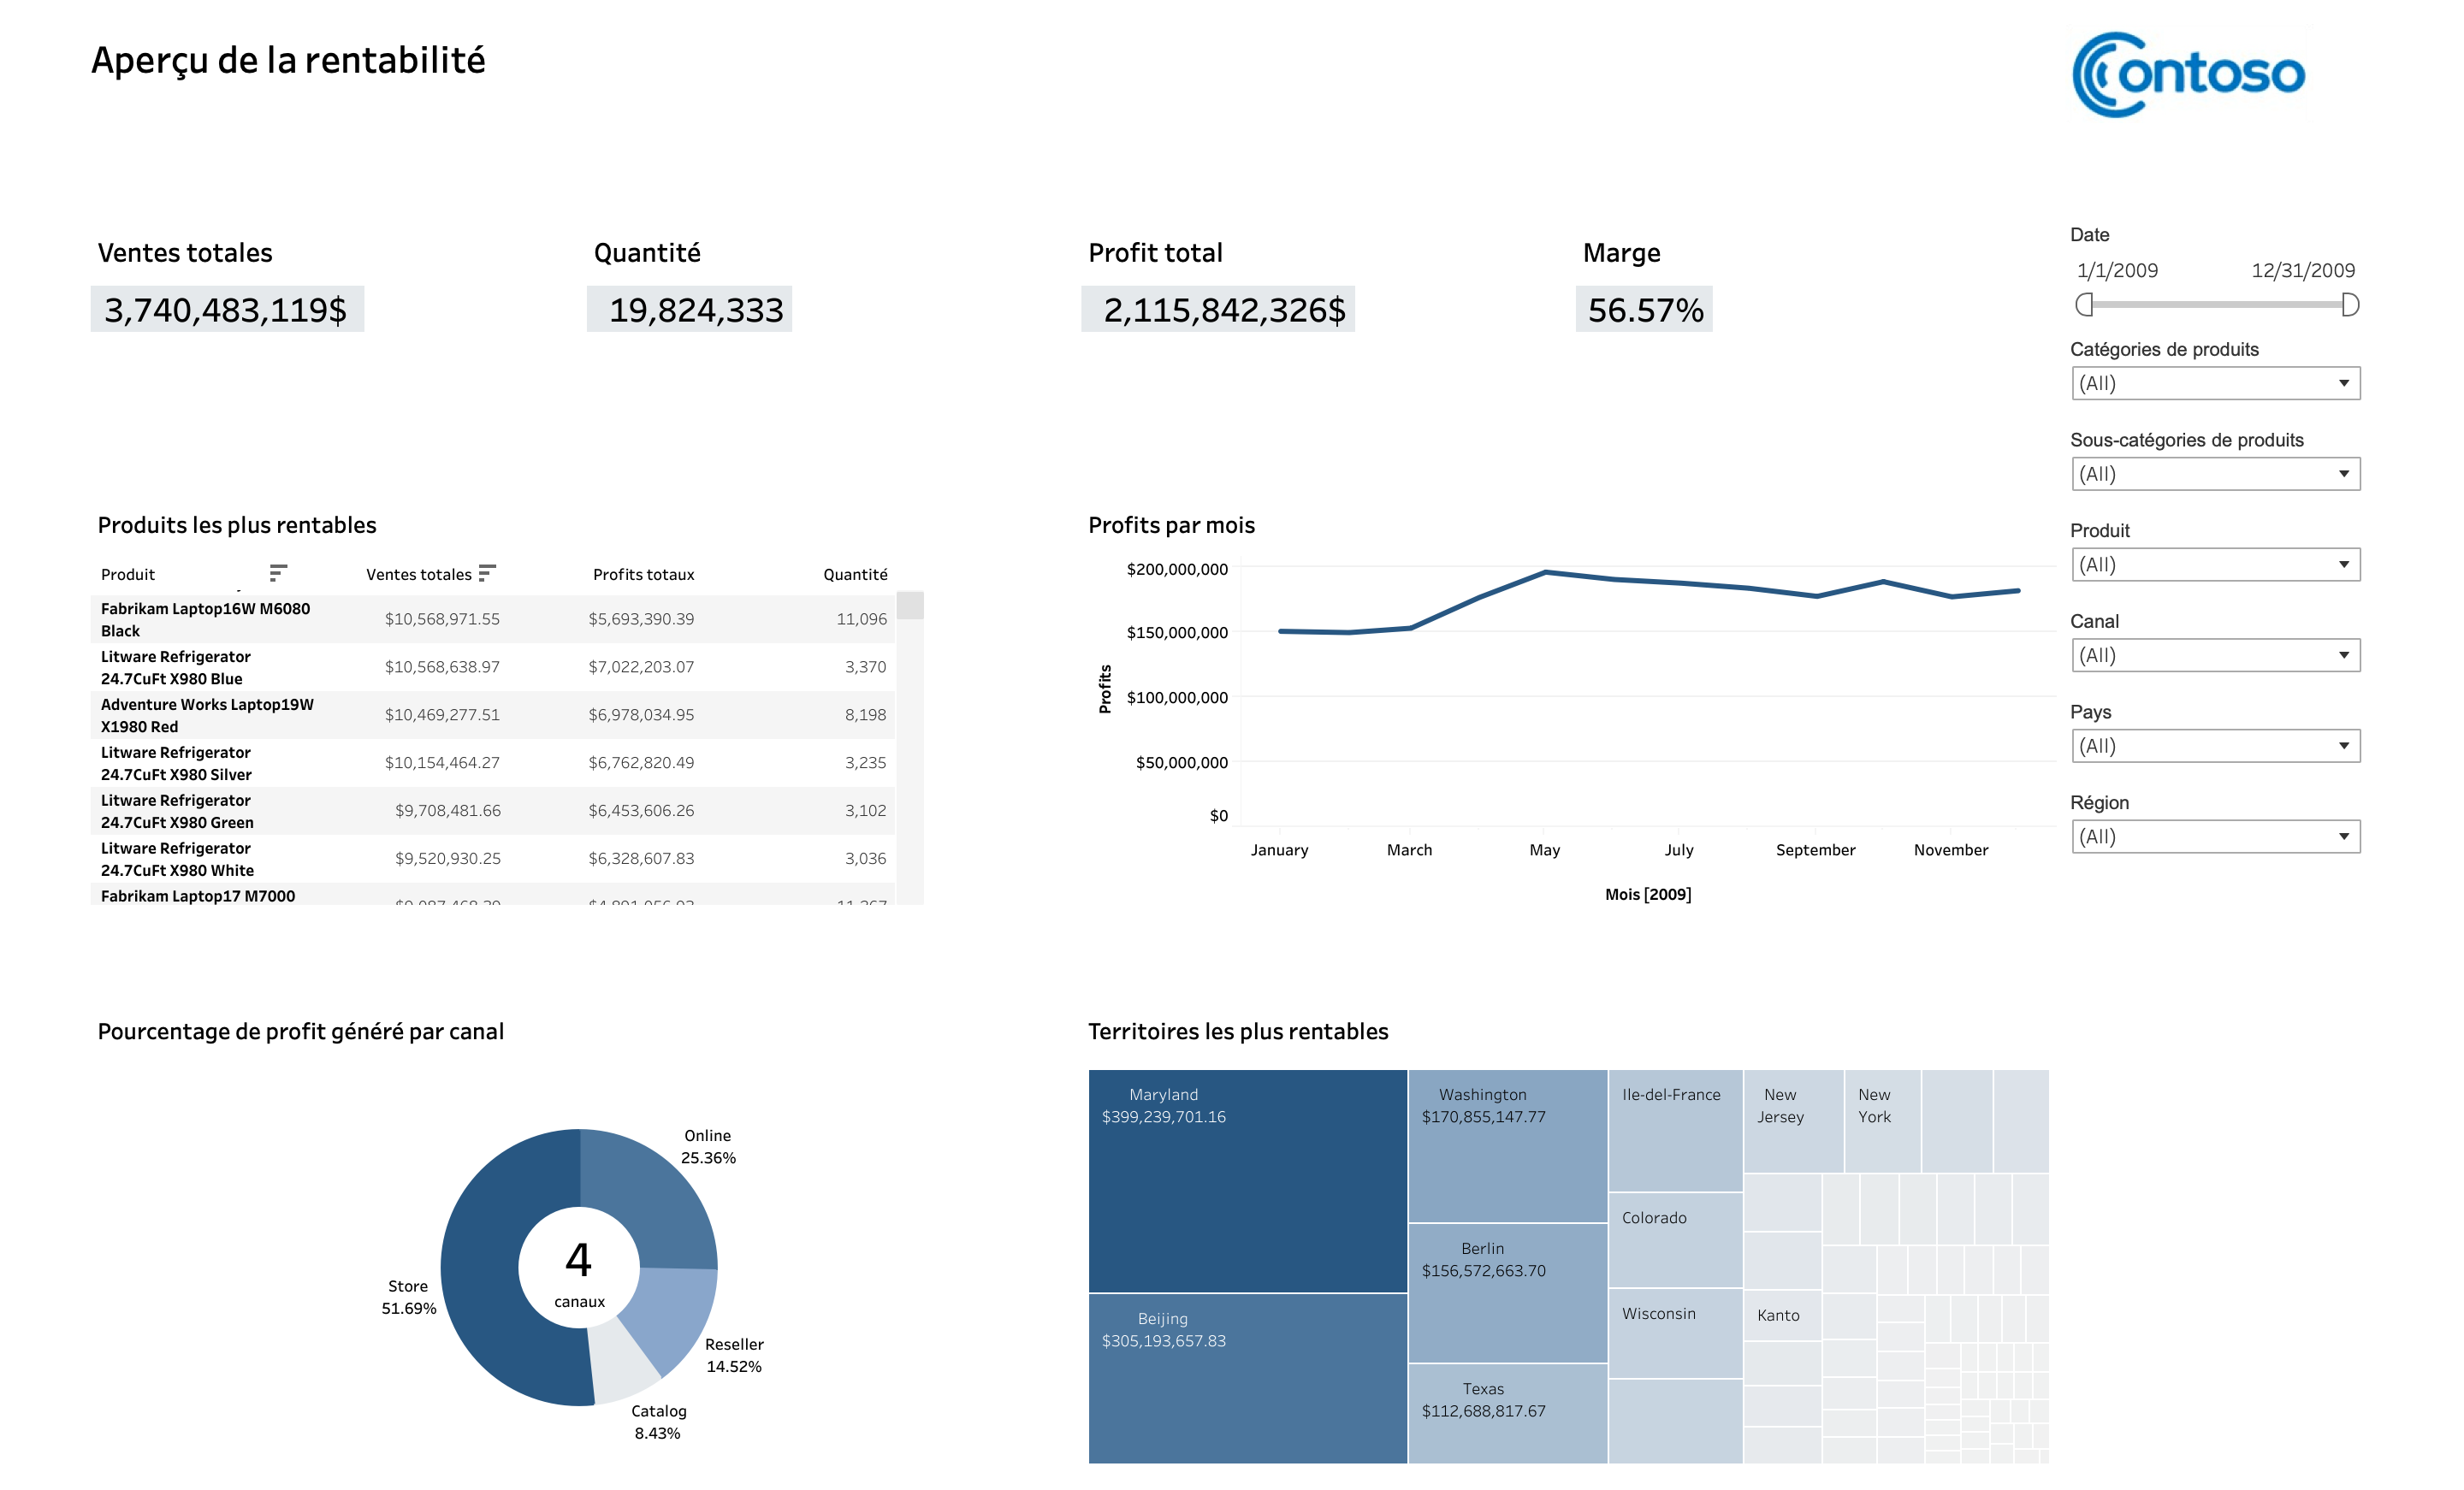 Aperçu de la rentabilité
Contoso
Ventes totales
3,740,483,119$
Quantité
19,824,333
Profit total
2,115,842,326$
Marge
56.57%
Date
1/1/2009 12/31/2009
Catégories de produits
(All)
Sous-catégories de produits
(All)
Produit
(All)
Canal
(All)
Pays
(All)
Région
(All)
Produits les plus rentables
Produit Ventes totales Profits totaux Quantité
Fabrikam Laptop16W M6080
Black
$10,568,971.55 $5,693,390.39 11,096
Litware Refrigerator
24.7CuFt X980 Blue
$10,568,638.97 $7,022,203.07 3,370
Adventure Works Laptop19W
X1980 Red
$10,469,277.51 $6,978,034.95 8,198
Litware Refrigerator
24.7CuFt X980 Silver
$10,154,464.27 $6,762,820.49 3,235
Litware Refrigerator
24.7CuFt X980 Green
$9,708,481.66 $6,453,606.26 3,102
Litware Refrigerator
24.7CuFt X980 White
$9,520,930.25 $6,328,607.83 3,036
Fabrikam Laptop17 M7000
Profits par mois
$200,000,000
$150,000,000
$100,000,000
$50,000,000
$0
Profits
January March May July September November
Mois [2009]
Pourcentage de profit généré par canal
Online
25.36%
Store
51.69%
4
canaux
Reseller
14.52%
Catalog
8.43%
Territoires les plus rentables
Maryland
$399,239,701.16
Beijing
$305,193,657.83
Washington
$170,855,147.77
Berlin
$156,572,663.70
Texas
$112,688,817.67
Ile-del-France
Colorado
Wisconsin
New
Jersey
New
York
Kanto